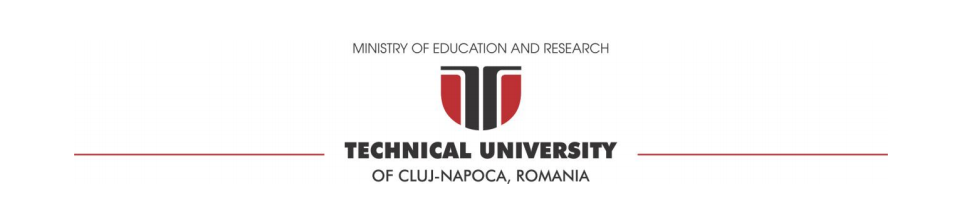 MINISTRY OF EDUCATION AND RESEARCH
TECHNICAL UNIVERSITY
OF CLUJ-NAPOCA, ROMANIA